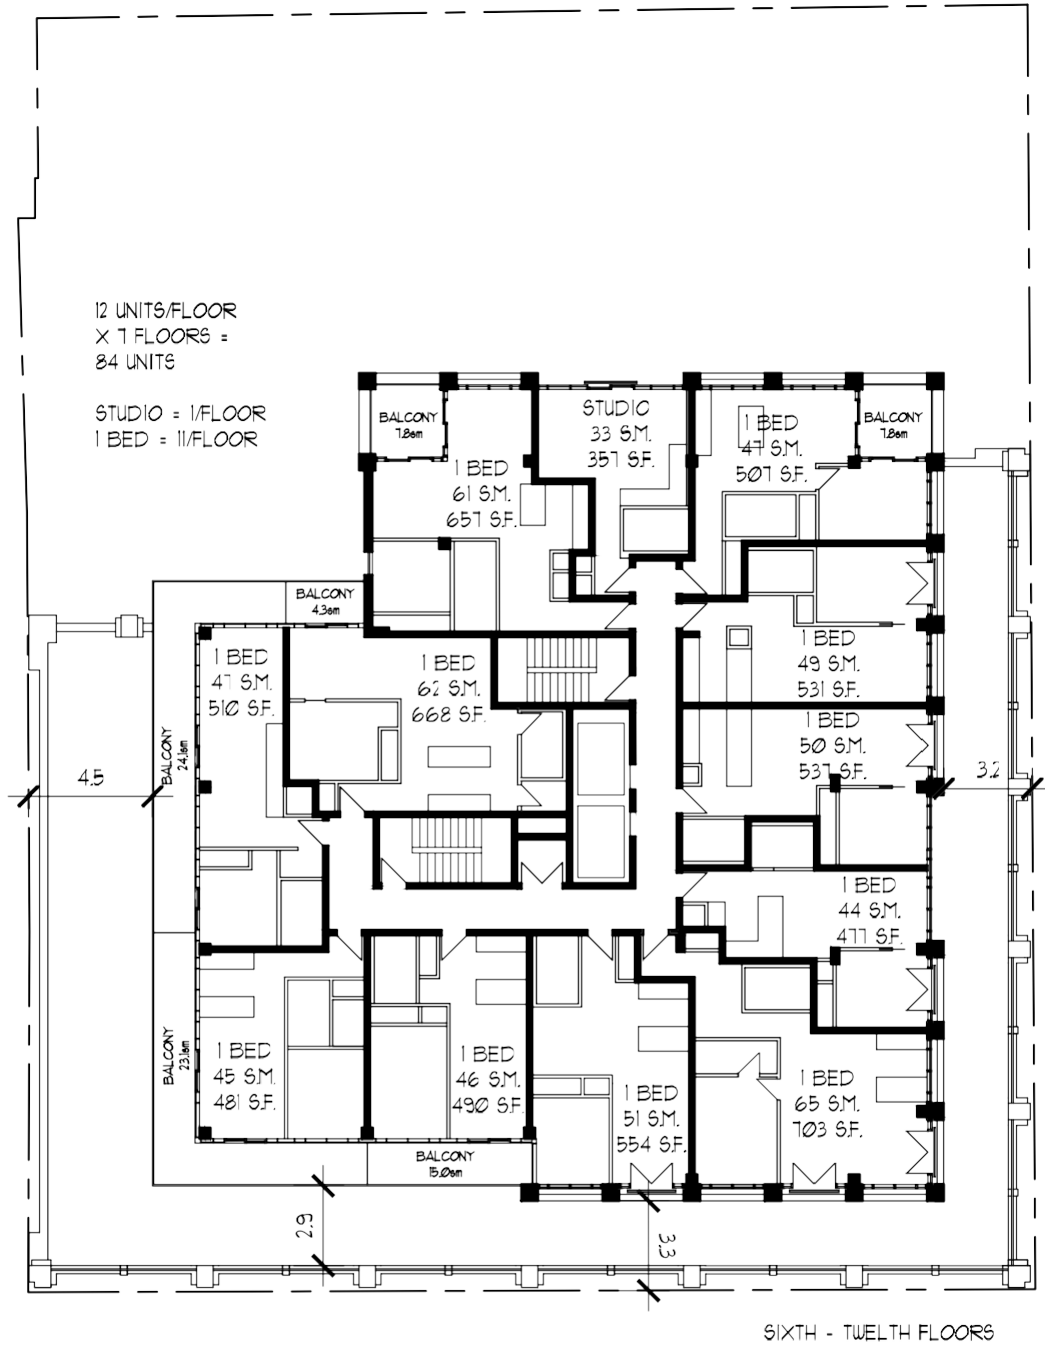 12 UNITS/FLOOR
X 7 FLOORS =
84 UNITS
STUDIO = 1/FLOOR
1 BED = 11/FLOOR
BALCONY
7.8sm
STUDIO
33 S.M.
357 S.F.
1 BED
47 S.M.
507 S.F.
BALCONY
7.8sm
1 BED
61 S.M.
657 S.F.
BALCONY
4.3sm
1 BED
47 S.M.
510 S.F.
1 BED
62 S.M.
668 S.F.
1 BED
49 S.M.
531 S.F.
BALCONY
24.1sm
1 BED
50 S.M.
537 S.F.
4.5
3.2
1 BED
44 S.M.
477 S.F.
BALCONY
23.1sm
1 BED
45 S.M.
481 S.F.
1 BED
46 S.M.
490 S.F.
1 BED
51 S.M.
554 S.F.
1 BED
65 S.M.
703 S.F.
BALCONY
15.0sm
2.9
3.3
SIXTH - TWELTH FLOORS